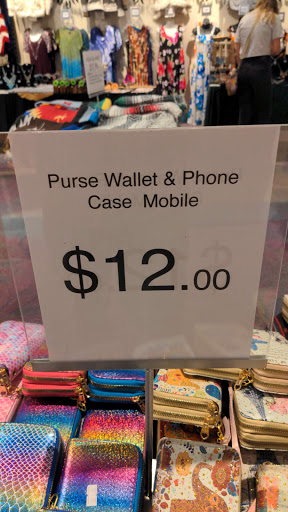 Purse Wallet & Phone
Case Mobile
$12.00